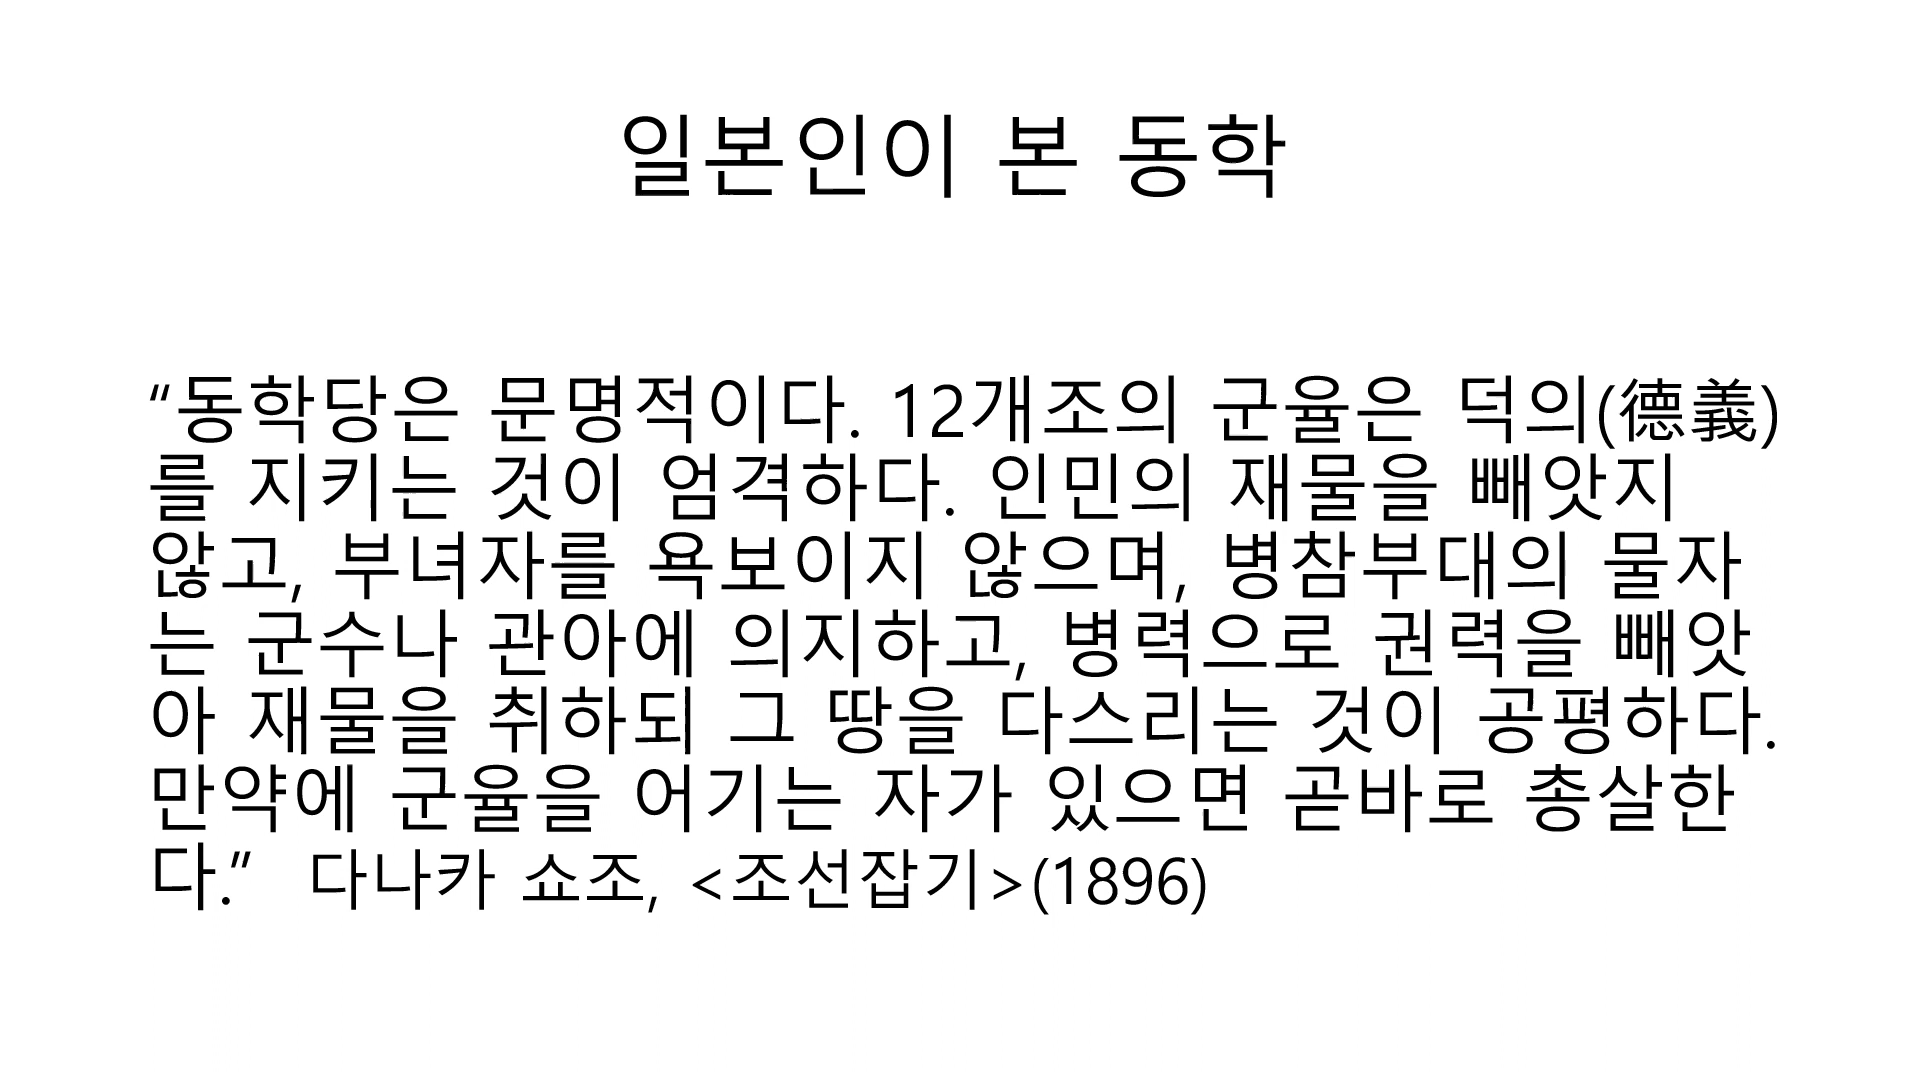 일본인이 본 동학
“동학당은 문명적이다. 12개조의 군율은 덕의(德義)
를 지키는 것이 엄격하다. 인민의 재물을 빼앗지
않고, 부녀자를 욕보이지 않으며, 병참부대의 물자
는 군수나 관아에 의지하고, 병력으로 권력을 빼앗
아 재물을 취하되 그 땅을 다스리는 것이 공평하다.
만약에 군율을 어기는 자가 있으면 곧바로 총살한
다.” 다나카 쇼조, <조선잡기>(1896)